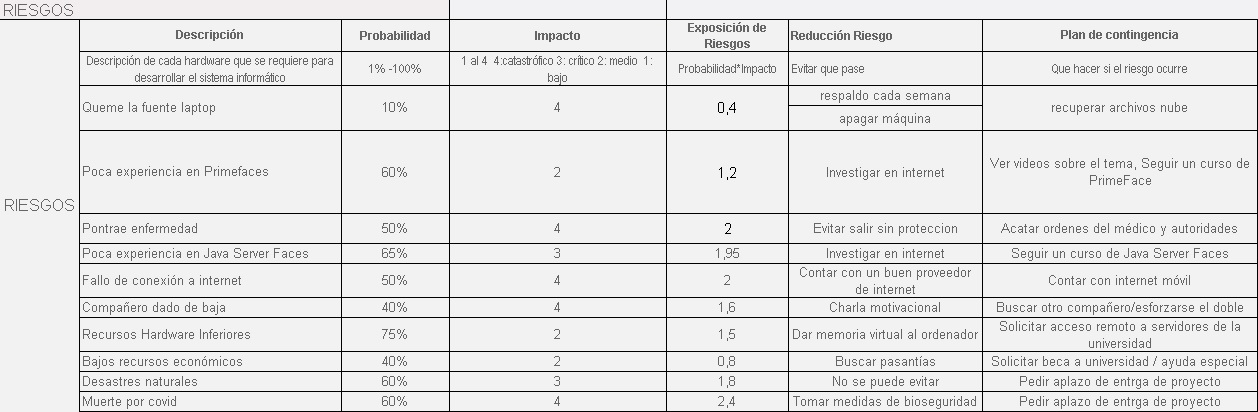 RIESGOS
Descripción Probabilidad Impacto Exposición de Riesgos Reducción Riesgo Plan de contingencia
Descripción de cada hardware que se requiere para desarrollar el sistema informático 1% -100% 1 al 4 4:catastrófico 3: crítico 2: medio 1: bajo Probabilidad*Impacto Evitar que pase Que hacer si el riesgo ocurre
Queme la fuente laptop 10% 4 0,4 respaldo cada semana apagar máquina recuperar archivos nube
Poca experiencia en Primefaces 60% 2 1,2 Investigar en internet Ver videos sobre el tema, Seguir un curso de PrimeFace
RIESGOS
Pontrae enfermedad 50% 4 2 Evitar salir sin proteccion Acatar ordenes del médico y autoridades
Poca experiencia en Java Server Faces 65% 3 1,95 Investigar en internet Seguir un curso de Java Server Faces
Fallo de conexión a internet 50% 4 2 Contar con un buen proveedor de internet Contar con internet móvil
Compañero dado de baja 40% 4 1,6 Charla motivacional Buscar otro compañero/esforzarse el doble
Recursos Hardware Inferiores 75% 2 1,5 Dar memoria virtual al ordenador Solicitar acceso remoto a servidores de la universidad
Bajos recursos económicos 40% 2 0,8 Buscar pasantías Solicitar beca a universidad / ayuda especial
Desastres naturales 60% 3 1,8 No se puede evitar Pedir aplazo de entrga de proyecto
Muerte por covid 60% 4 2,4 Tomar medidas de bioseguridad Pedir aplazo de entrga de proyecto